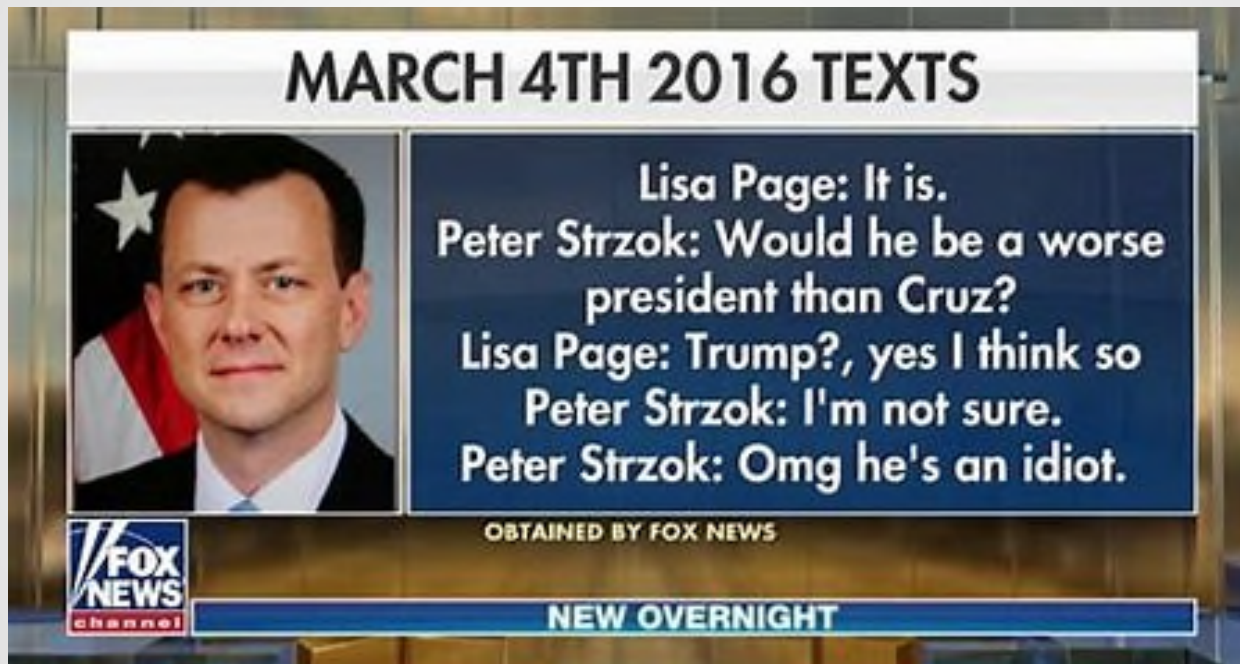 MARCH 4TH 2016 TEXTS
Lisa Page: It is.
Peter Strzok: Would he be a worse
president than Cruz?
Lisa Page: Trump?, yes I think so
Peter Strzok: I'm not sure.
Peter Strzok: Omg he's an idiot.
OBTAINED BY FOX NEWS
FOX
NEWS
channel
NEW OVERNIGHT